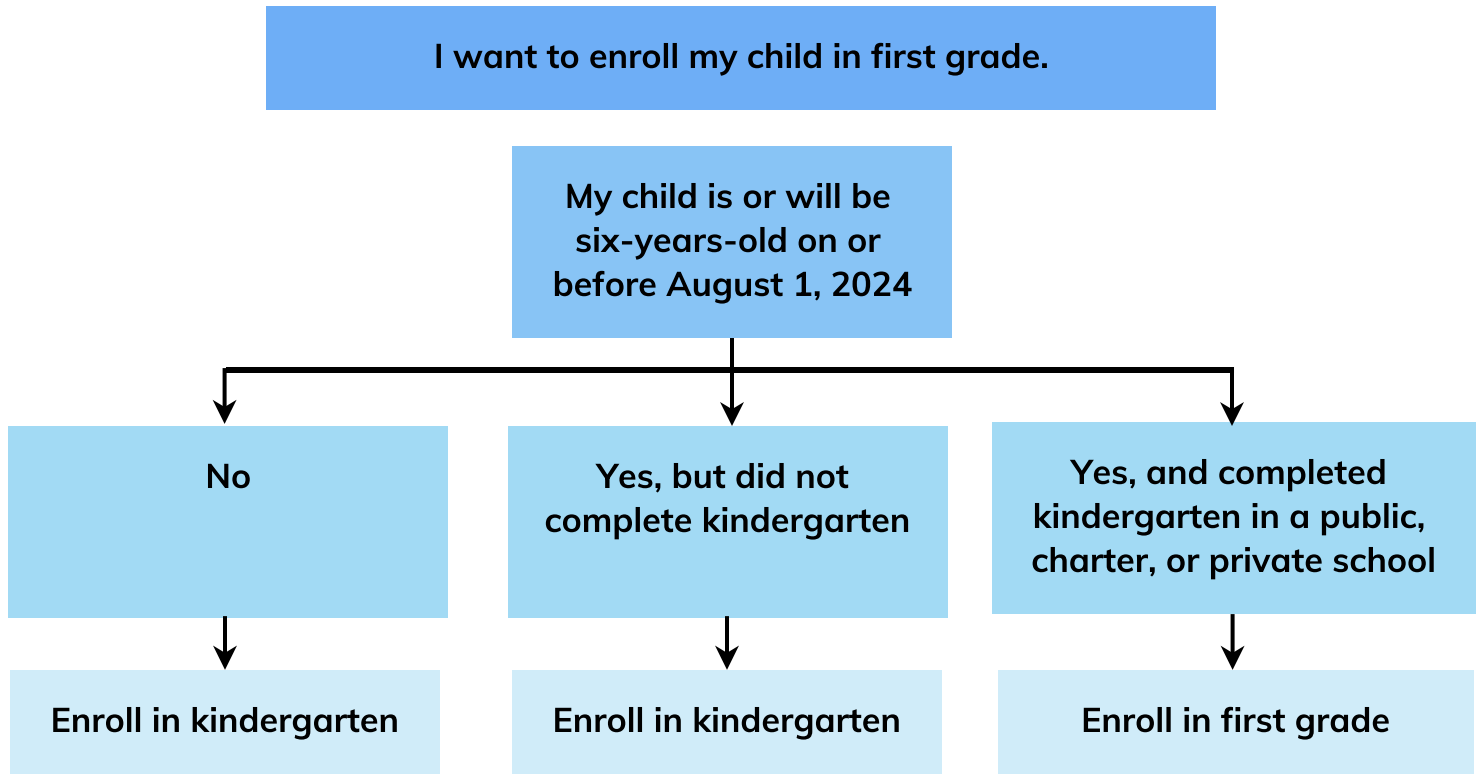 I want to enroll my child in first grade.
My child is or will be
six-years-old on or
before August 1, 2024
No
Yes, but did not
complete kindergarten
Yes, and completed
kindergarten in a public,
charter, or private school
Enroll in kindergarten
Enroll in kindergarten
Enroll in first grade